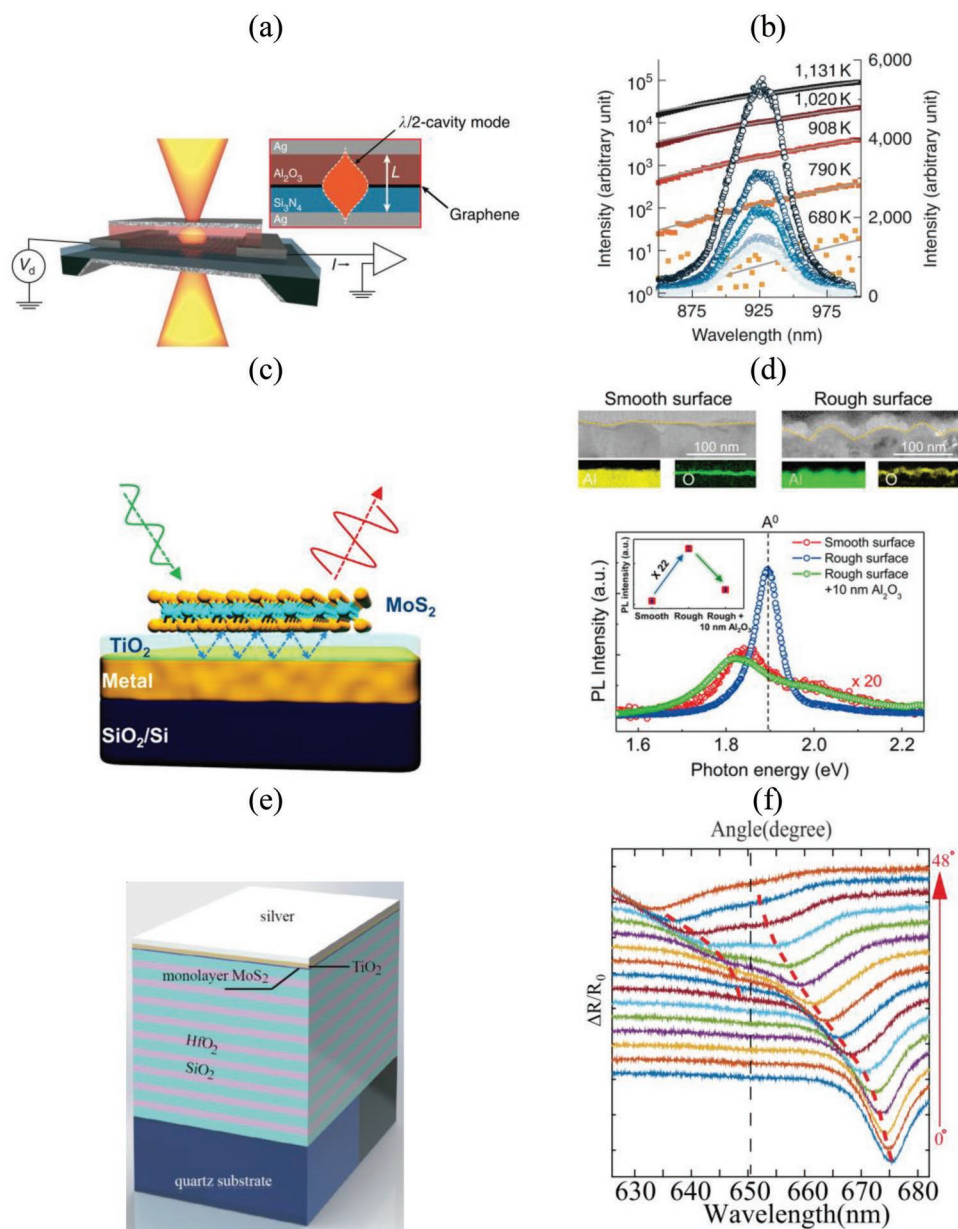 (a)
λ/2-cavity mode
Ag
Al₂O₃
L
Si₃N₄
Graphene
Ag
V_d
I→
(b)
Intensity (arbitrary unit)
10⁵
10⁴
10³
10²
10¹
10⁰
1,131 K
1,020 K
908 K
790 K
680 K
6,000
4,000
2,000
0
Intensity (arbitrary unit)
875 925 975
Wavelength (nm)
(c)
MoS₂
TiO₂
Metal
SiO₂/Si
(d)
Smooth surface Rough surface
100 nm 100 nm
Al O Al O
A⁰
PL Intensity (a.u.)
PL intensity (a.u.)
X 22
Smooth Rough Rough +
10 nm Al₂O₃
Smooth surface
Rough surface
Rough surface
+10 nm Al₂O₃
x 20
1.6 1.8 2.0 2.2
Photon energy (eV)
(e)
silver
TiO₂
monolayer MoS₂
HfO₂
SiO₂
quartz substrate
(f)
Angle(degree)
48°
0°
ΔR/R₀
630 640 650 660 670 680
Wavelength(nm)